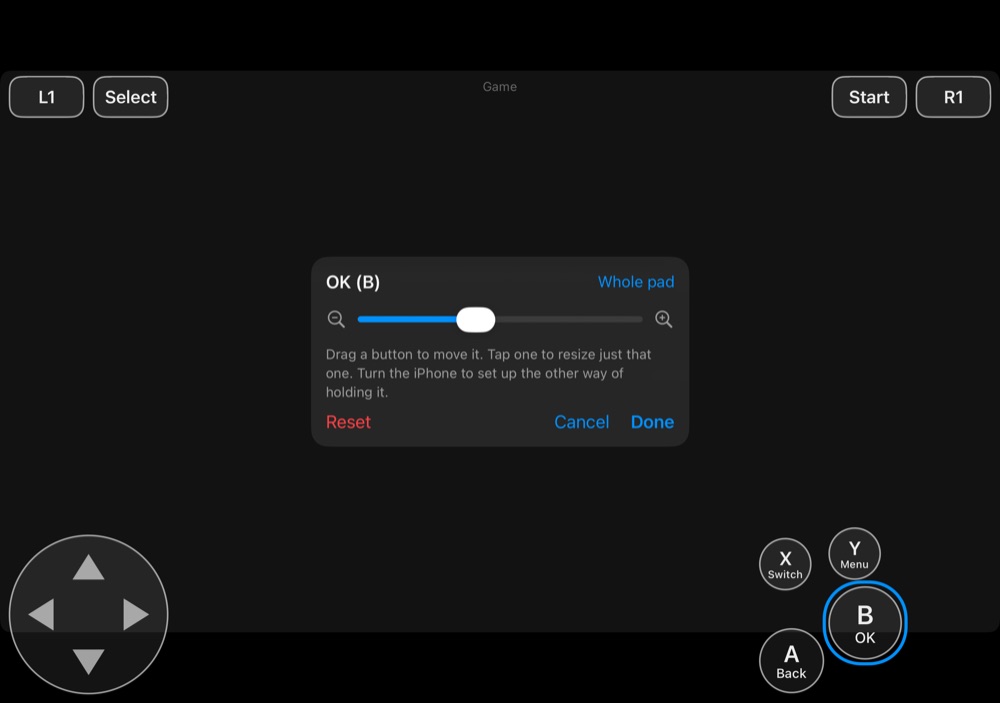 Game
L1
Select
Start
R1
OK (B)
Whole pad
Drag a button to move it. Tap one to resize just that
one. Turn the iPhone to set up the other way of
holding it.
Reset
Cancel
Done
X
Switch
Y
Menu
B
OK
A
Back